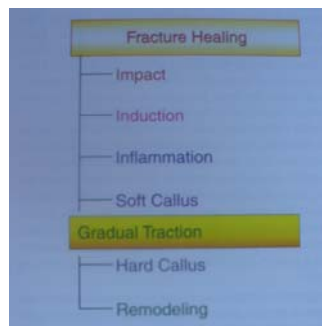 Fracture Healing
Impact
Induction
Inflammation
Soft Callus
Gradual Traction
Hard Callus
Remodeling